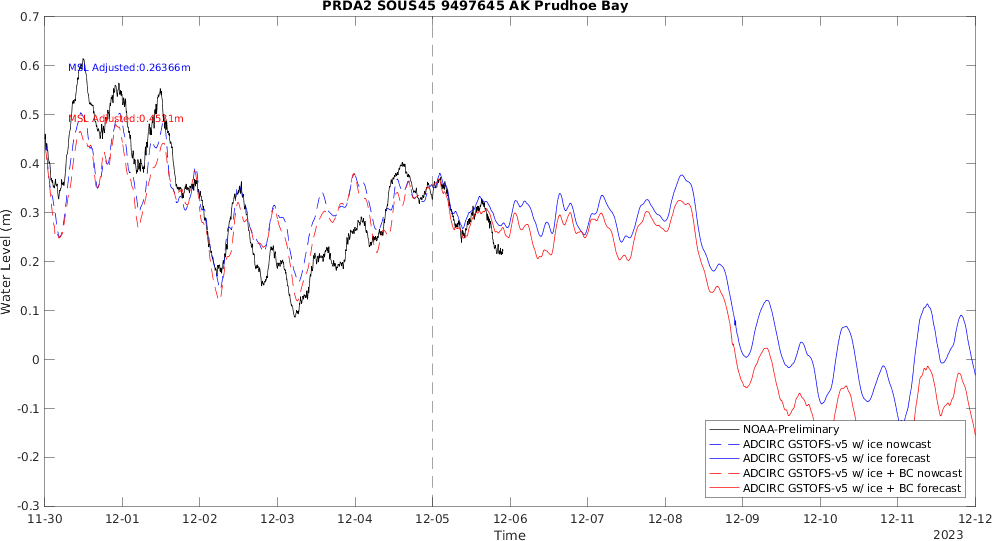 PRDA2 SOUS45 9497645 AK Prudhoe Bay
0.7
0.6
0.5
0.4
0.3
0.2
0.1
0
-0.1
-0.2
-0.3
Water Level (m)
MSL Adjusted:0.26366m
MSL Adjusted:0.4531m
NOAA-Preliminary
ADCIRC GSTOFS-v5 w/ ice nowcast
ADCIRC GSTOFS-v5 w/ ice forecast
ADCIRC GSTOFS-v5 w/ ice + BC nowcast
ADCIRC GSTOFS-v5 w/ ice + BC forecast
11-30 12-01 12-02 12-03 12-04 12-05 12-06 12-07 12-08 12-09 12-10 12-11 12-12
Time
2023